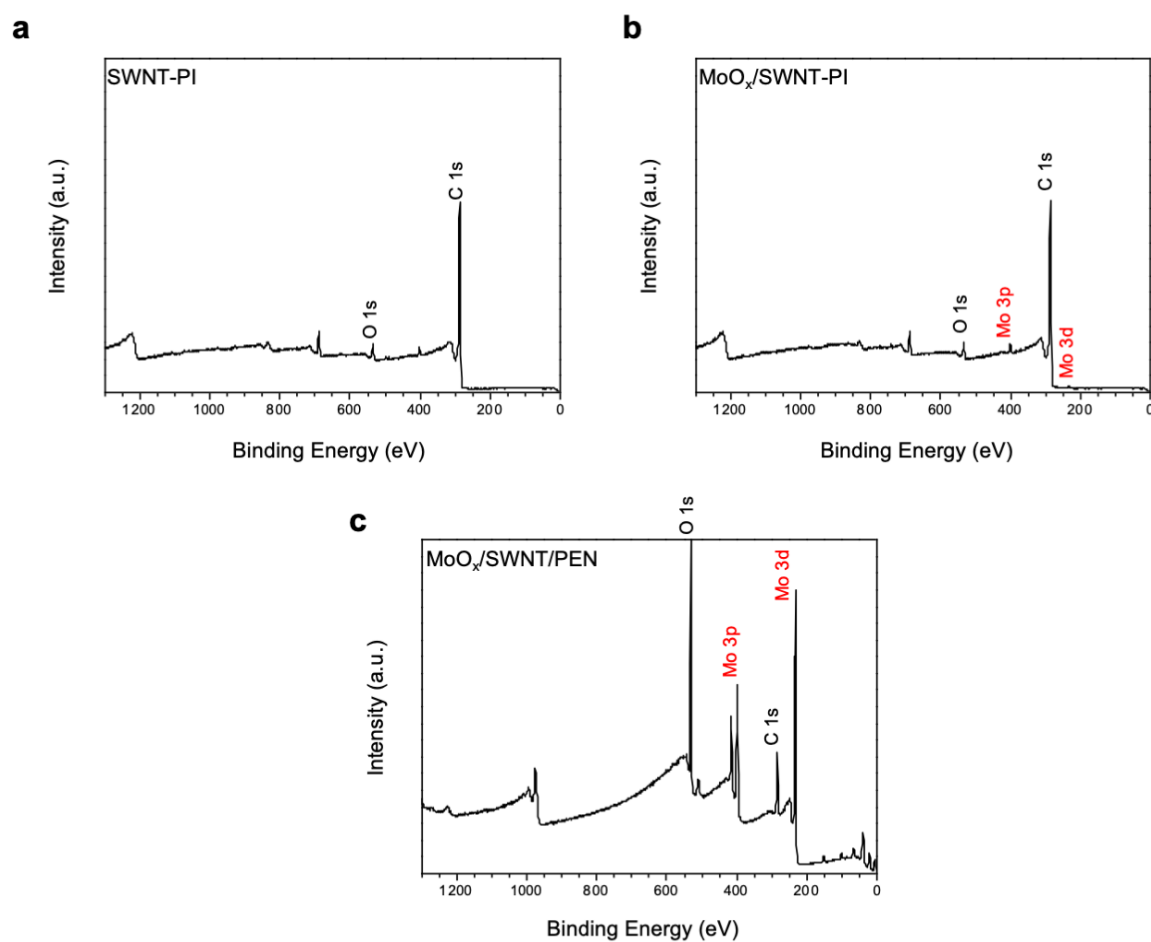 a
SWNT-PI
Intensity (a.u.)
O 1s
C 1s
1200 1000 800 600 400 200 0
Binding Energy (eV)
b
MoOₓ/SWNT-PI
Intensity (a.u.)
O 1s
Mo 3p
C 1s
Mo 3d
1200 1000 800 600 400 200 0
Binding Energy (eV)
c
MoOₓ/SWNT/PEN
Intensity (a.u.)
O 1s
Mo 3p
C 1s
Mo 3d
1200 1000 800 600 400 200 0
Binding Energy (eV)